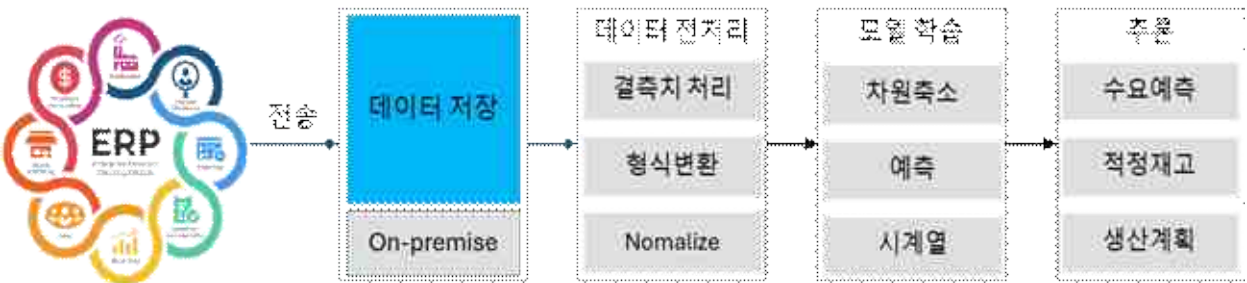 ERP
전송
데이터 저장
On-premise
데이터 전처리
결측치 처리
형식변환
Nomalize
모델 학습
차원축소
예측
시계열
추론
수요예측
적정재고
생산계획